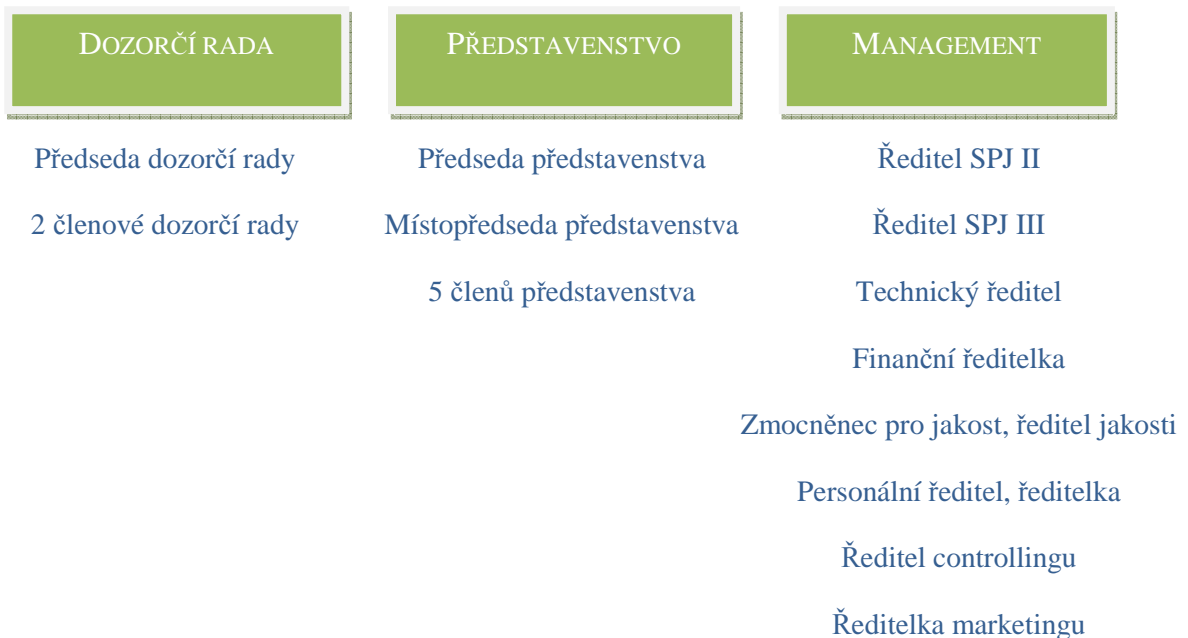 DOZORČÍ RADA
Předseda dozorčí rady
2 členové dozorčí rady
PŘEDSTAVENSTVO
Předseda představenstva
Místopředseda představenstva
5 členů představenstva
MANAGEMENT
Ředitel SPJ II
Ředitel SPJ III
Technický ředitel
Finanční ředitelka
Zmocněnec pro jakost, ředitel jakosti
Personální ředitel, ředitelka
Ředitel controllingu
Ředitelka marketingu